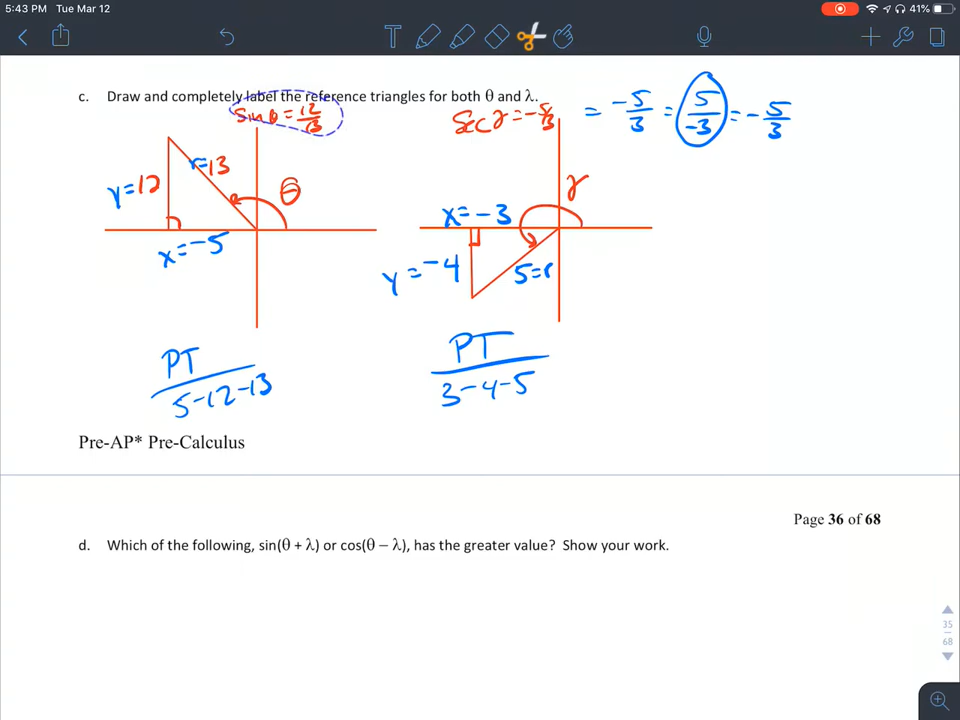 5:43 PM Tue Mar 12
41%
T
c. Draw and completely label the reference triangles for both θ and λ.
sin θ = 12/13
sec λ = -5/3
= -5/3 = 5/-3 = -5/3
y=12
r=13
θ
x=-5
λ
x=-3
y=-4
5=r
PT
5-12-13
PT
3-4-5
Pre-AP* Pre-Calculus
Page 36 of 68
d. Which of the following, sin(θ + λ) or cos(θ – λ), has the greater value? Show your work.
35
68